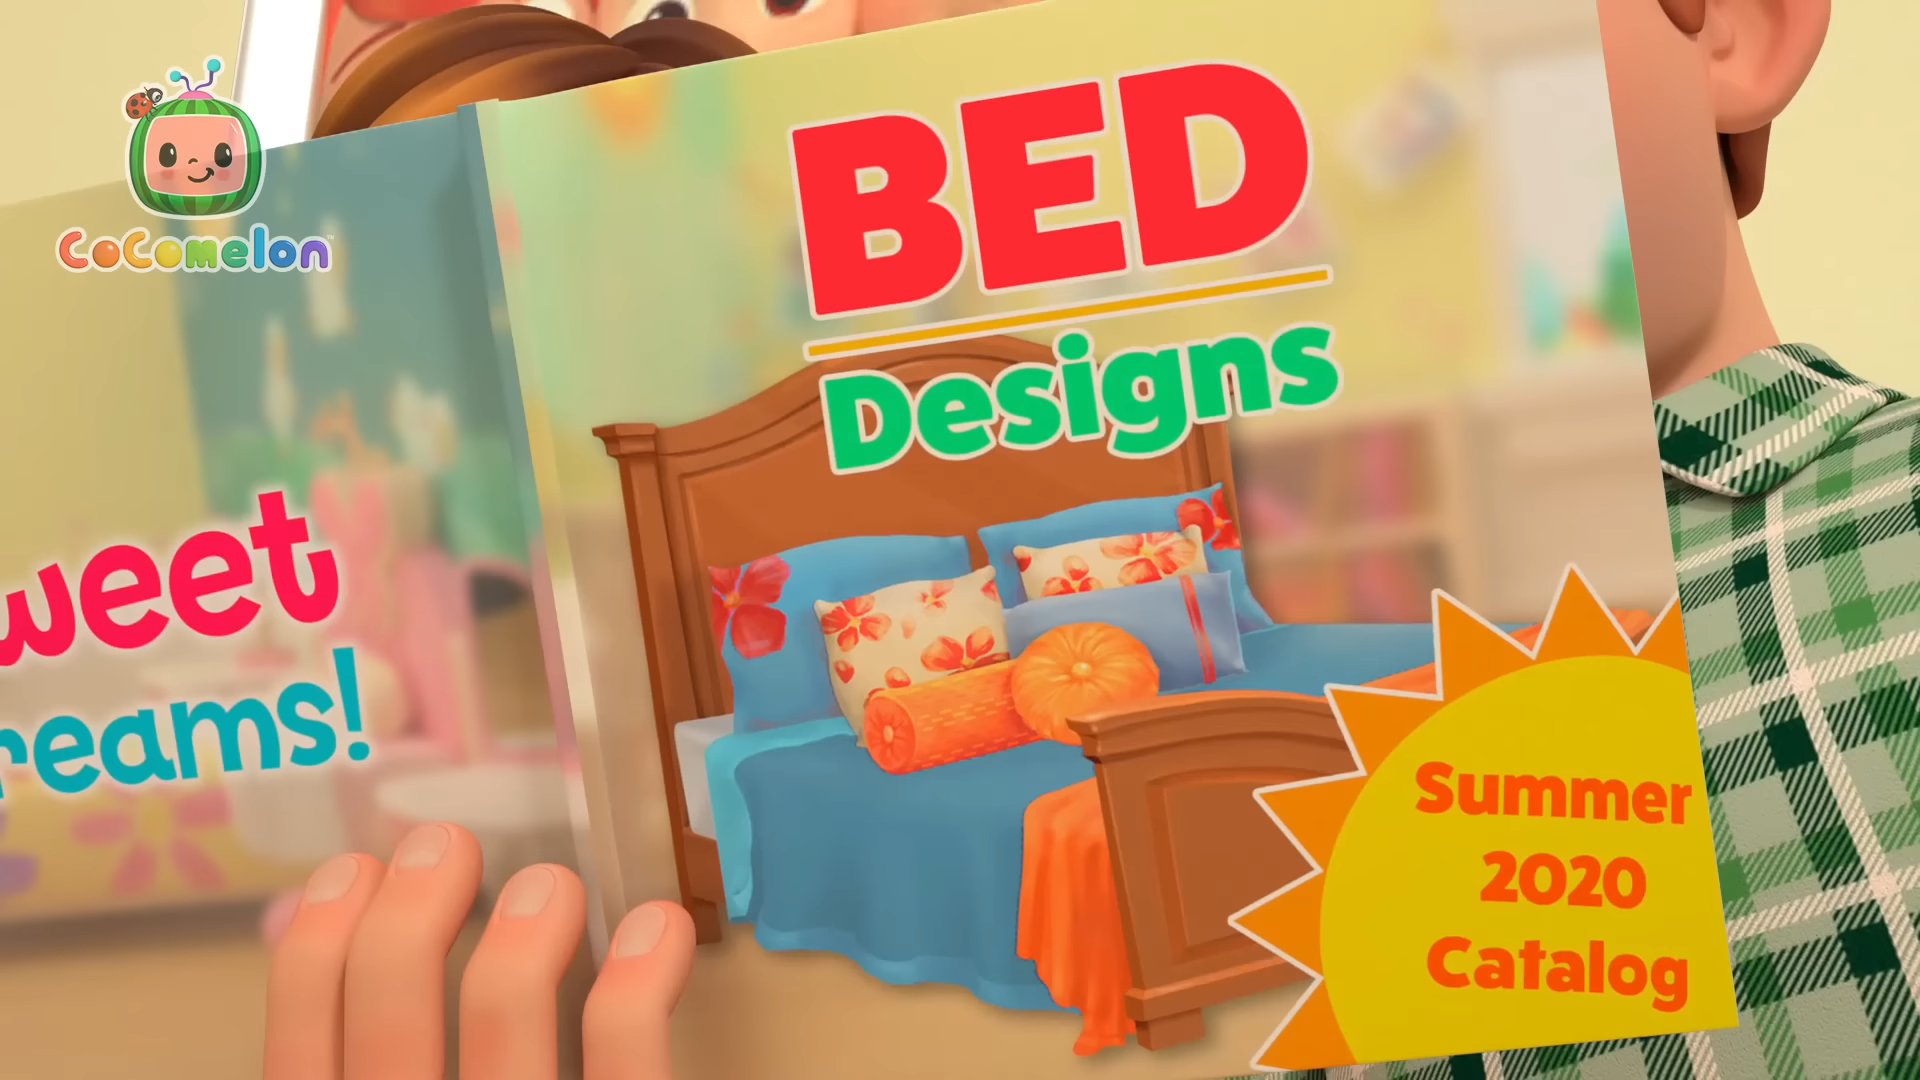 CoComelon
BED
Designs
weet
reams!
Summer
2020
Catalog